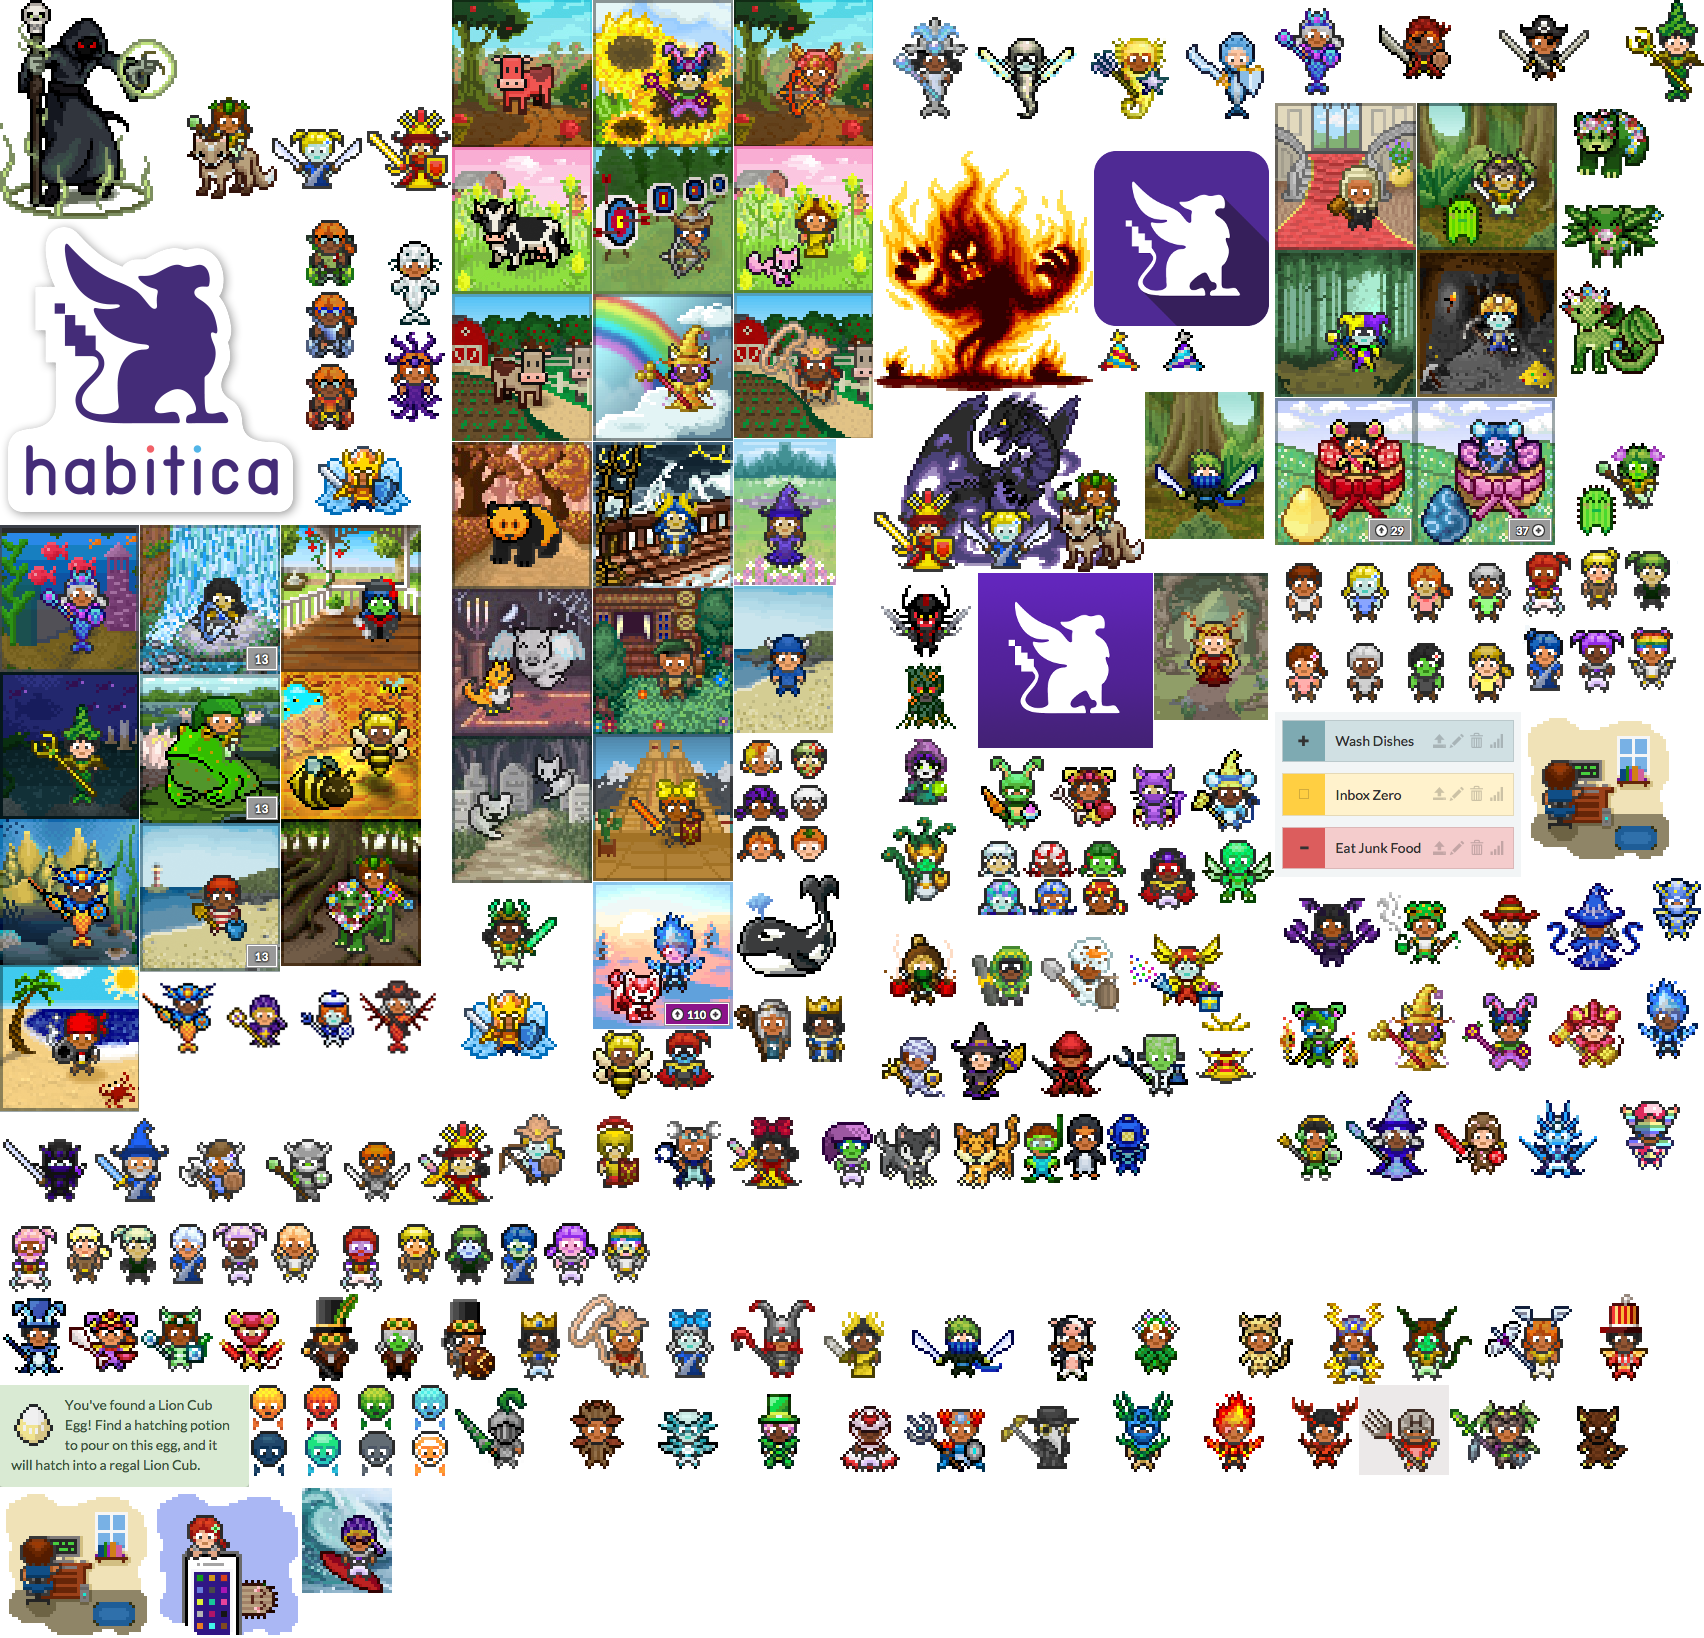 habitica
29
37
13
13
13
Wash Dishes
Inbox Zero
Eat Junk Food
110
You've found a Lion Cub
Egg! Find a hatching potion
to pour on this egg, and it
will hatch into a regal Lion Cub.